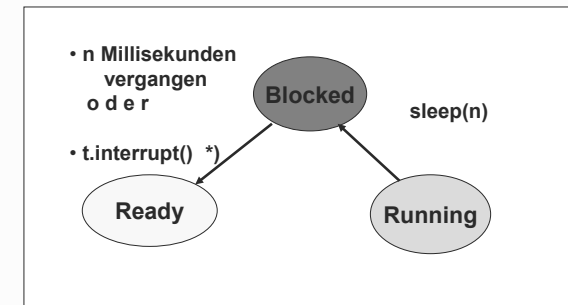 • n Millisekunden
vergangen
o d e r
Blocked
sleep(n)
• t.interrupt() *)
Ready
Running